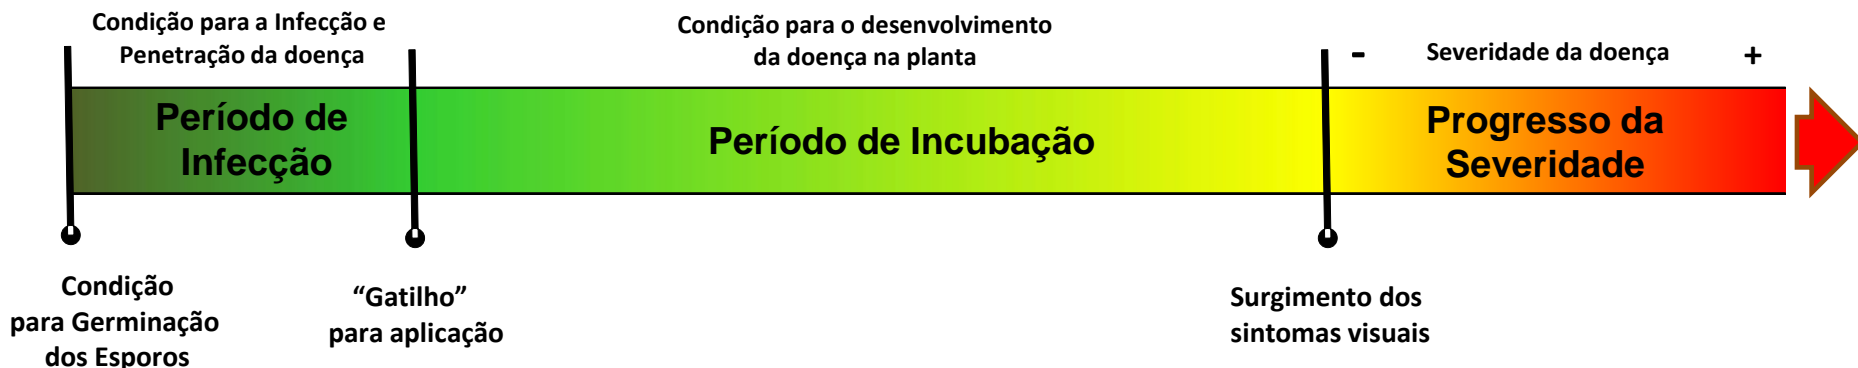 Condição para a Infecção e
Penetração da doença
Condição para o desenvolvimento
da doença na planta
- Severidade da doença +
Período de
Infecção
Período de Incubação
Progresso da
Severidade
Condição
para Germinação
dos Esporos
“Gatilho”
para aplicação
Surgimento dos
sintomas visuais